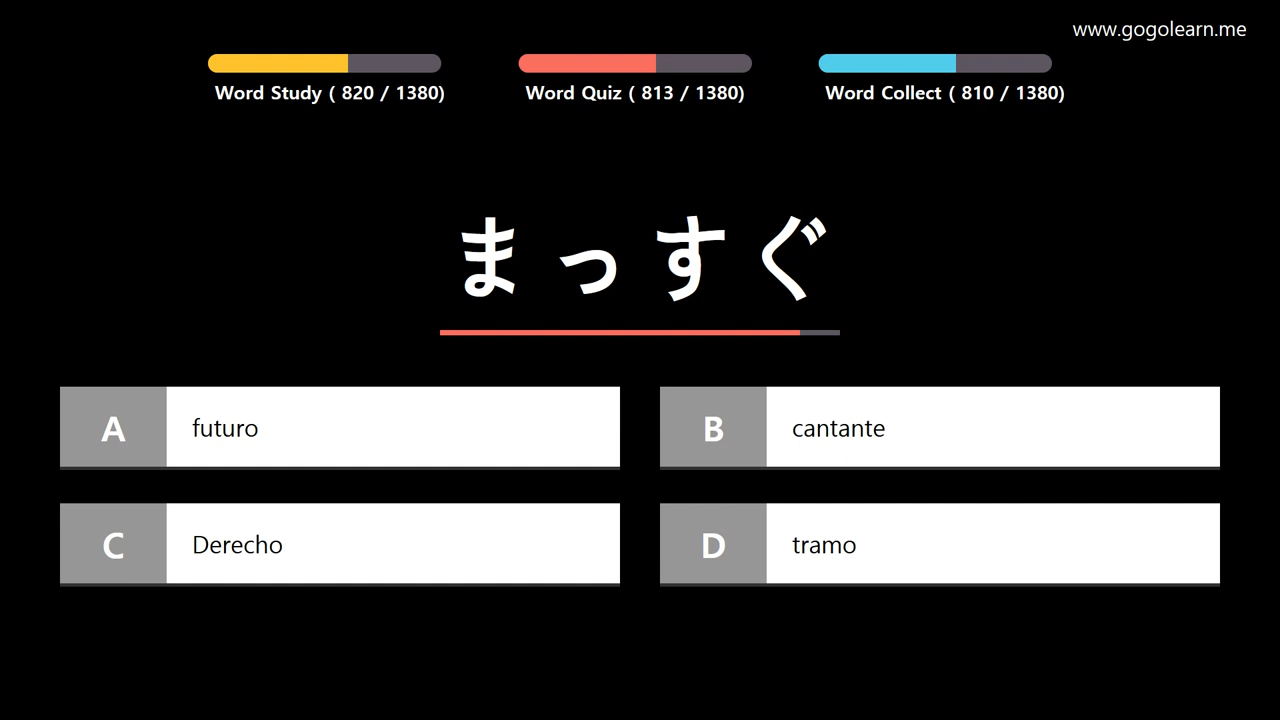 www.gogolearn.me
Word Study ( 820 / 1380)
Word Quiz ( 813 / 1380)
Word Collect ( 810 / 1380)
まっすぐ
A futuro
B cantante
C Derecho
D tramo